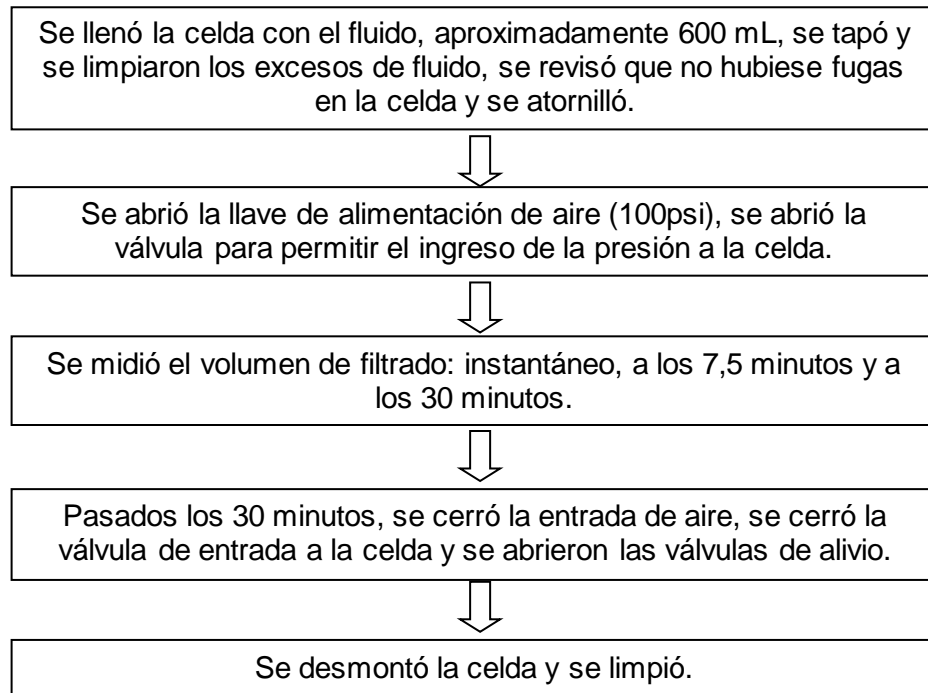 Se llenó la celda con el fluido, aproximadamente 600 mL, se tapó y
se limpiaron los excesos de fluido, se revisó que no hubiese fugas
en la celda y se atornilló.
Se abrió la llave de alimentación de aire (100psi), se abrió la
válvula para permitir el ingreso de la presión a la celda.
Se midió el volumen de filtrado: instantáneo, a los 7,5 minutos y a
los 30 minutos.
Pasados los 30 minutos, se cerró la entrada de aire, se cerró la
válvula de entrada a la celda y se abrieron las válvulas de alivio.
Se desmontó la celda y se limpió.